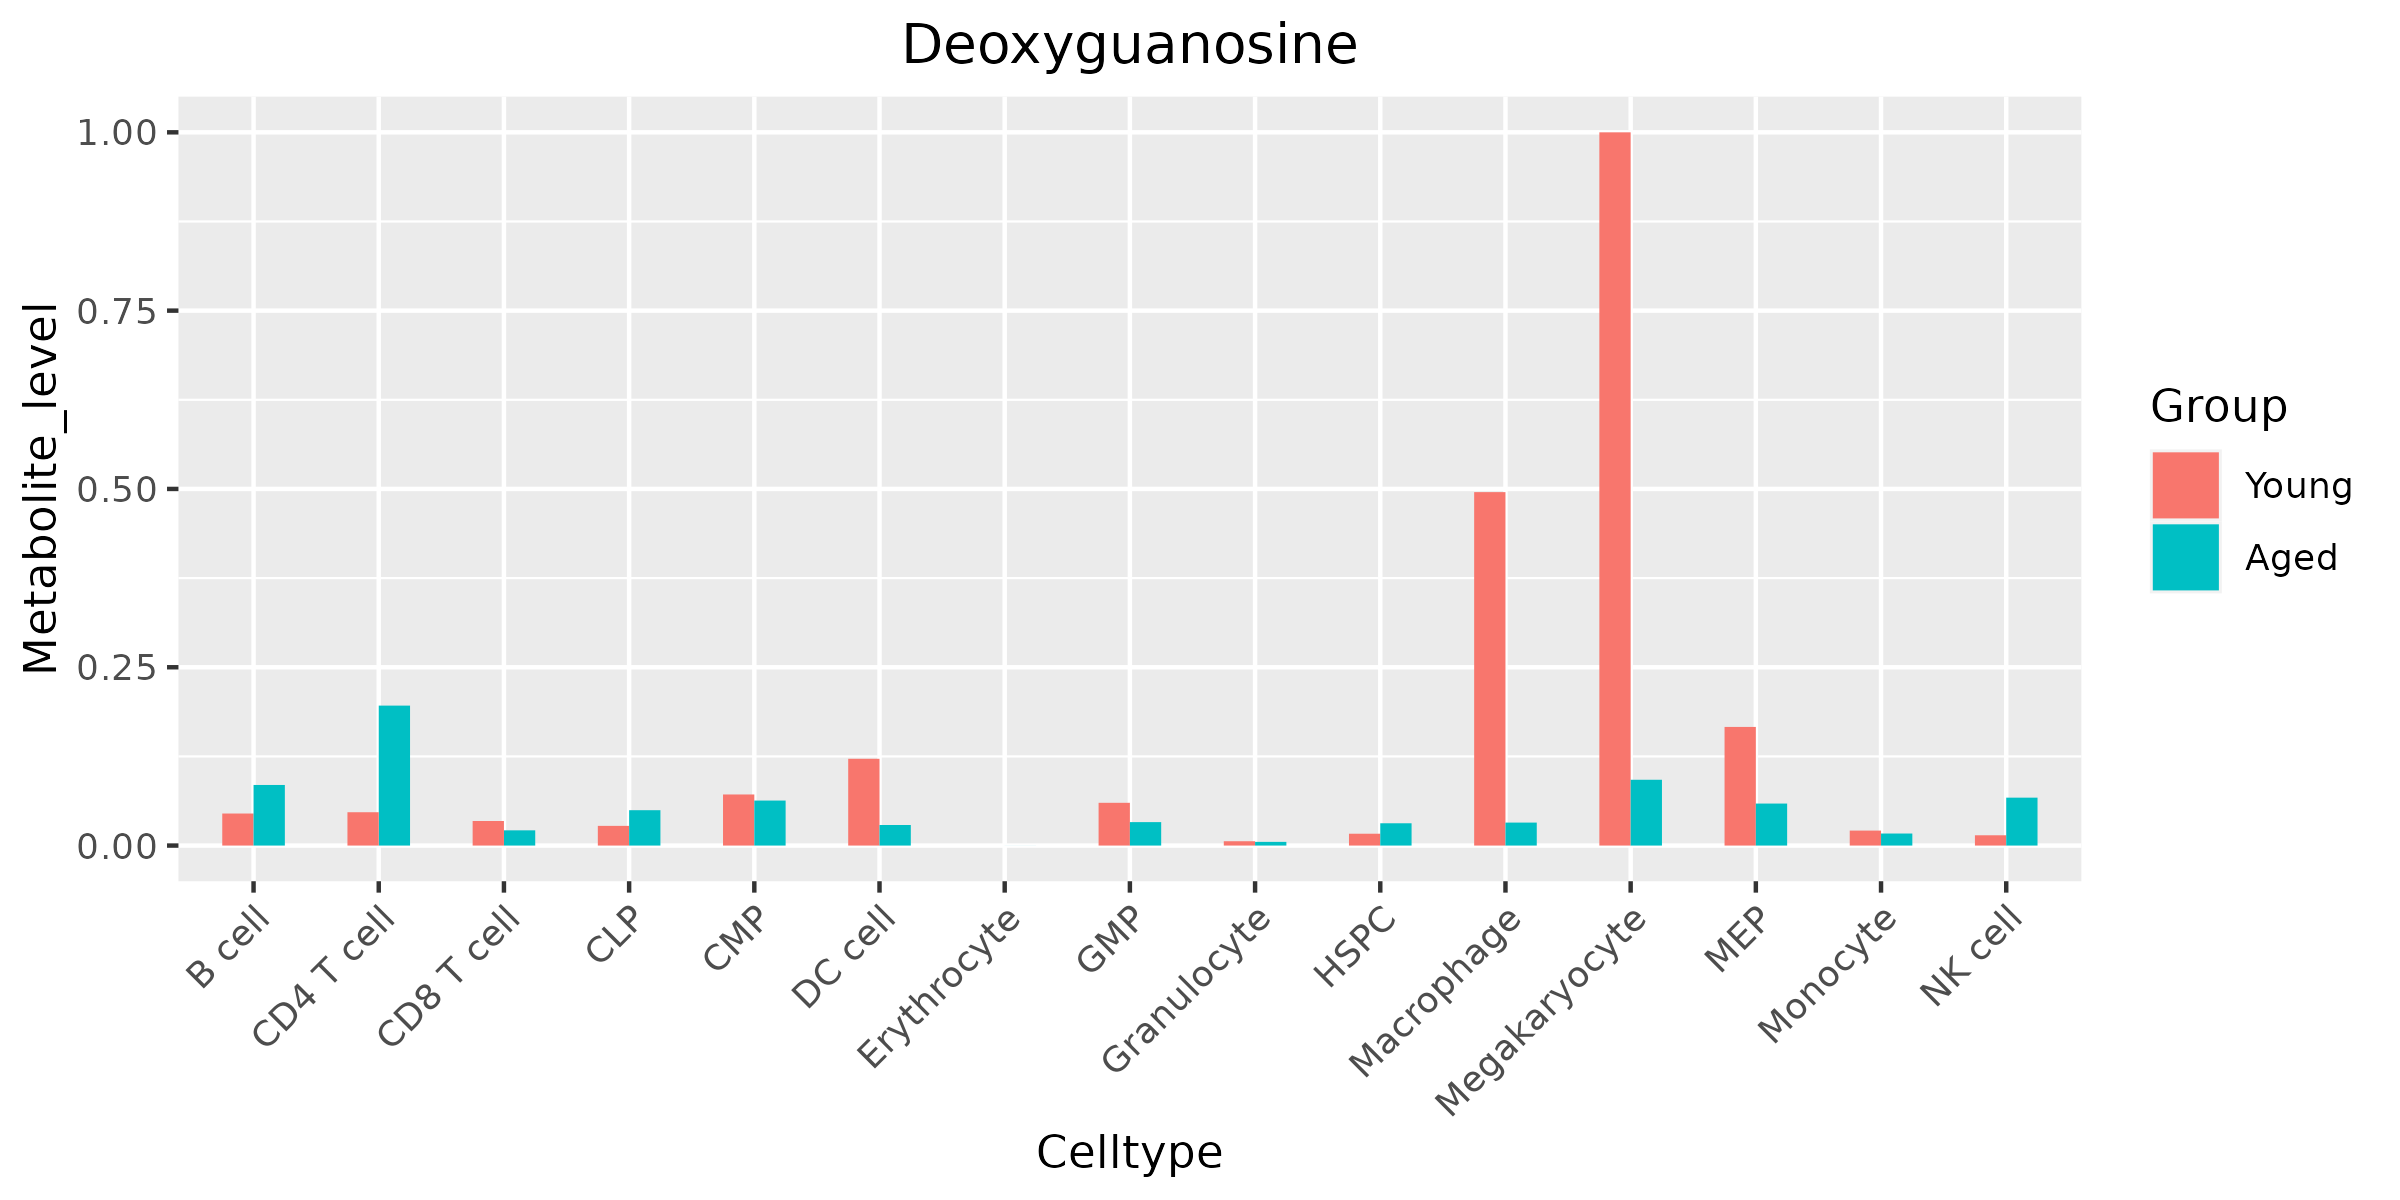 Deoxyguanosine
Metabolite_level
1.00
0.75
0.50
0.25
0.00
B cell
CD4 T cell
CD8 T cell
CLP
CMP
DC cell
Erythrocyte
GMP
Granulocyte
HSPC
Macrophage
Megakaryocyte
MEP
Monocyte
NK cell
Celltype
Group
Young
Aged